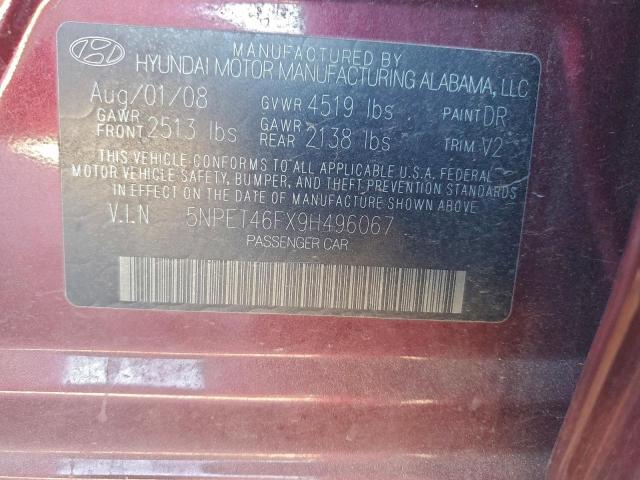 MANUFACTURED BY
HYUNDAI MOTOR MANUFACTURING ALABAMA, LLC
Aug/01/08 GVWR 4519 lbs PAINT DR
GAWR FRONT 2513 lbs GAWR REAR 2138 lbs TRIM V2
THIS VEHICLE CONFORMS TO ALL APPLICABLE U.S.A. FEDERAL
MOTOR VEHICLE SAFETY, BUMPER, AND THEFT PREVENTION STANDARDS
IN EFFECT ON THE DATE OF MANUFACTURE SHOWN ABOVE
V.I.N 5NPET46FX9H496067
PASSENGER CAR